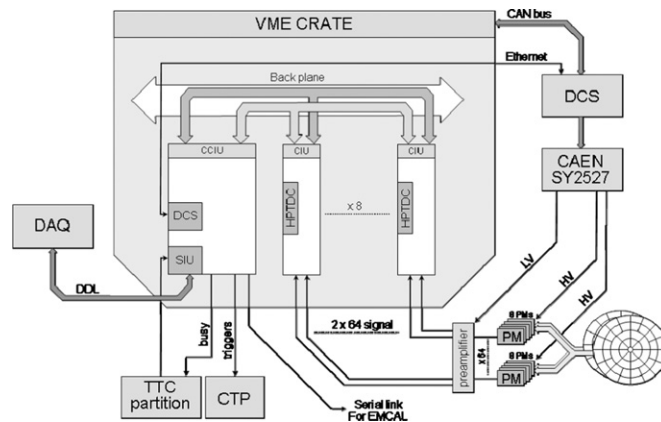 VME CRATE
CAN bus
Ethernet
Back plane
DCS
CCIU
CIU
CIU
CAEN
SY2527
HPTDC
HPTDC
x 8
DCS
DAQ
SIU
DDL
LV
HV
HV
2 x 64 signal
8 PMs
PM
preamplifier
x 64
8 PMs
PM
busy
triggers
TTC
partition
CTP
Serial link
For EMCAL